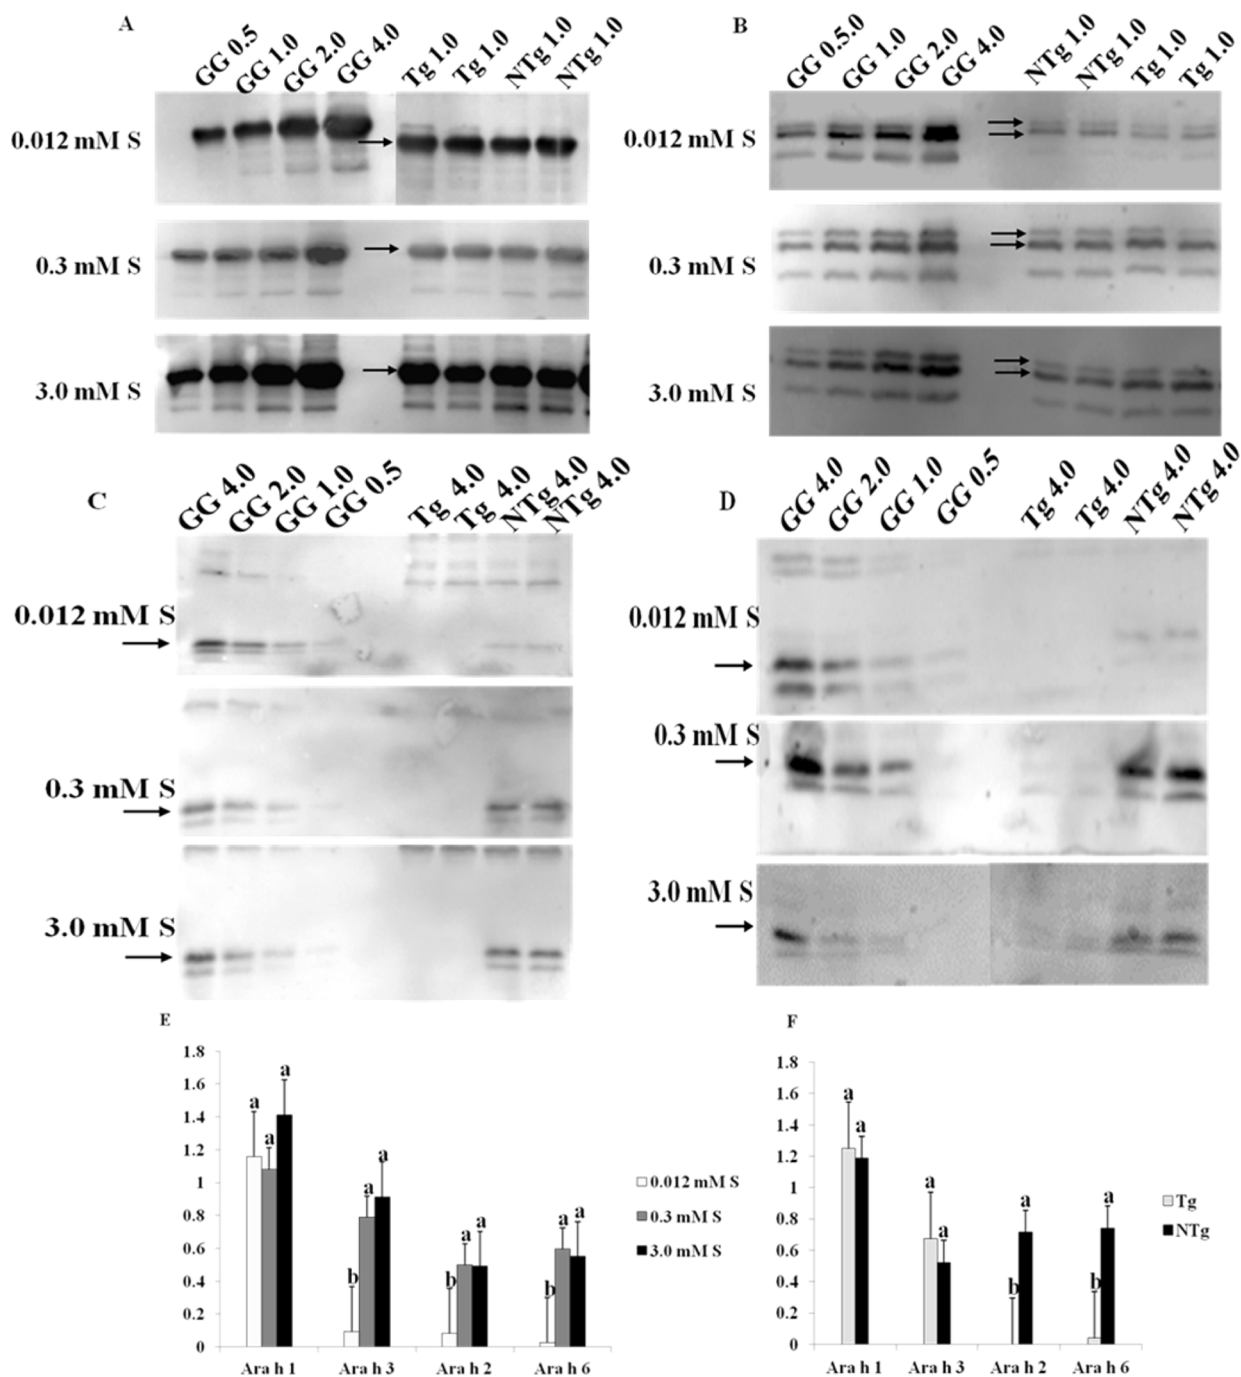 A
GG 0.5
GG 1.0
GG 2.0
GG 4.0
Tg 1.0
Tg 1.0
NTg 1.0
NTg 1.0
0.012 mM S
0.3 mM S
3.0 mM S
B
GG 0.5.0
GG 1.0
GG 2.0
GG 4.0
NTg 1.0
NTg 1.0
Tg 1.0
Tg 1.0
0.012 mM S
0.3 mM S
3.0 mM S
C
GG 4.0
GG 2.0
GG 1.0
GG 0.5
Tg 4.0
Tg 4.0
NTg 4.0
NTg 4.0
0.012 mM S
0.3 mM S
3.0 mM S
D
GG 4.0
GG 2.0
GG 1.0
GG 0.5
Tg 4.0
Tg 4.0
NTg 4.0
NTg 4.0
0.012 mM S
0.3 mM S
3.0 mM S
E
1.8
1.6
1.4
1.2
1
0.8
0.6
0.4
0.2
0
a
a
a
b
a
a
b
a
a
b
a
a
Ara h 1
Ara h 3
Ara h 2
Ara h 6
0.012 mM S
0.3 mM S
3.0 mM S
F
1.8
1.6
1.4
1.2
1
0.8
0.6
0.4
0.2
0
a
a
a
a
b
a
b
a
Ara h 1
Ara h 3
Ara h 2
Ara h 6
Tg
NTg